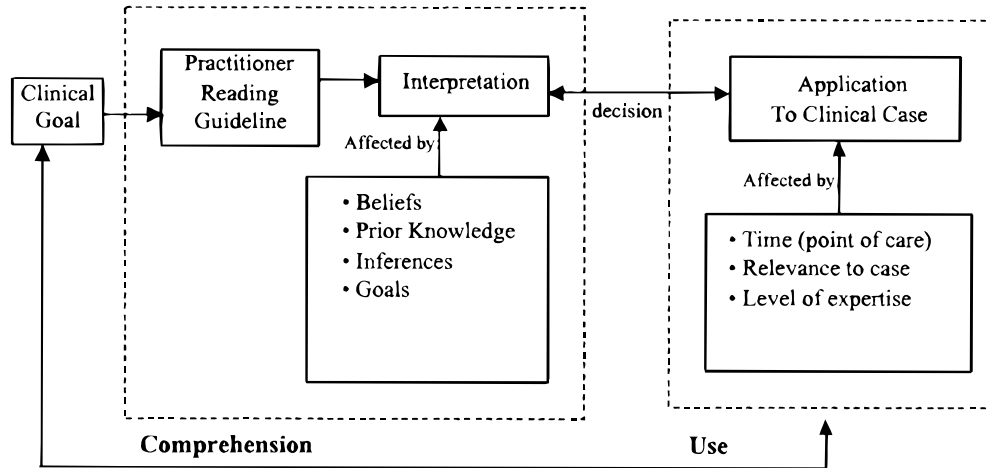 Clinical
Goal
Practitioner
Reading
Guideline
Interpretation
Affected by:
• Beliefs
• Prior Knowledge
• Inferences
• Goals
decision
Application
To Clinical Case
Affected by:
• Time (point of care)
• Relevance to case
• Level of expertise
Comprehension
Use